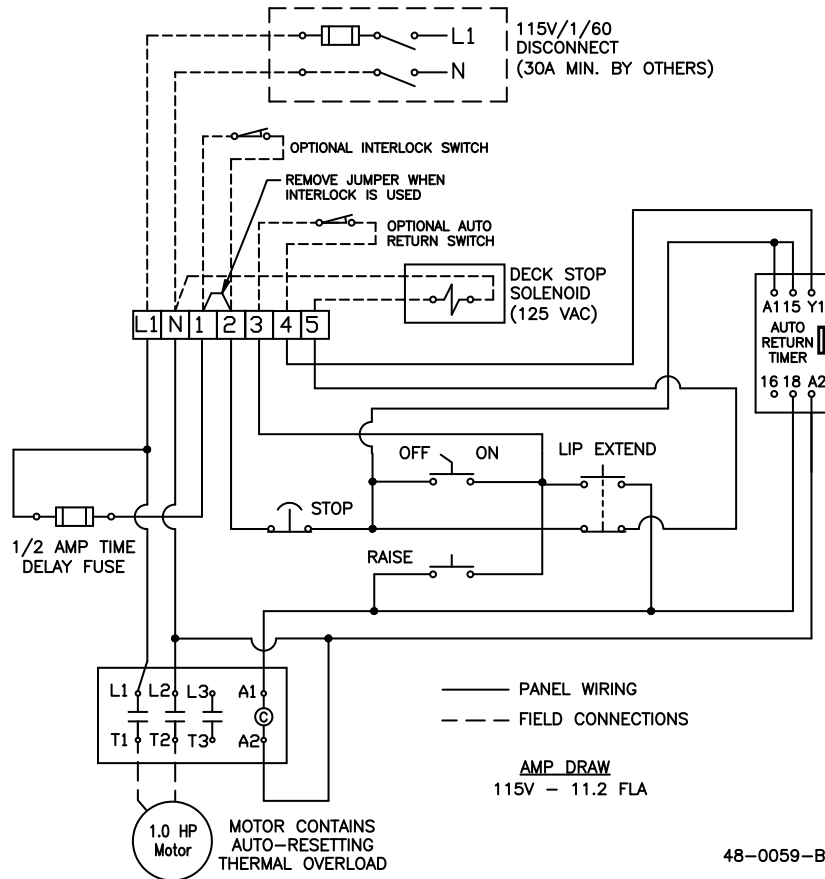 L1
N
115V/1/60
DISCONNECT
(30A MIN. BY OTHERS)
OPTIONAL INTERLOCK SWITCH
REMOVE JUMPER WHEN
INTERLOCK IS USED
OPTIONAL AUTO
RETURN SWITCH
DECK STOP
SOLENOID
(125 VAC)
L1 N 1 2 3 4 5
A1 15 Y1
AUTO
RETURN
TIMER
16 18 A2
OFF ON
LIP EXTEND
STOP
RAISE
1/2 AMP TIME
DELAY FUSE
L1 L2 L3 A1
C
T1 T2 T3 A2
PANEL WIRING
FIELD CONNECTIONS
AMP DRAW
115V - 11.2 FLA
1.0 HP
Motor
MOTOR CONTAINS
AUTO-RESETTING
THERMAL OVERLOAD
48-0059-B